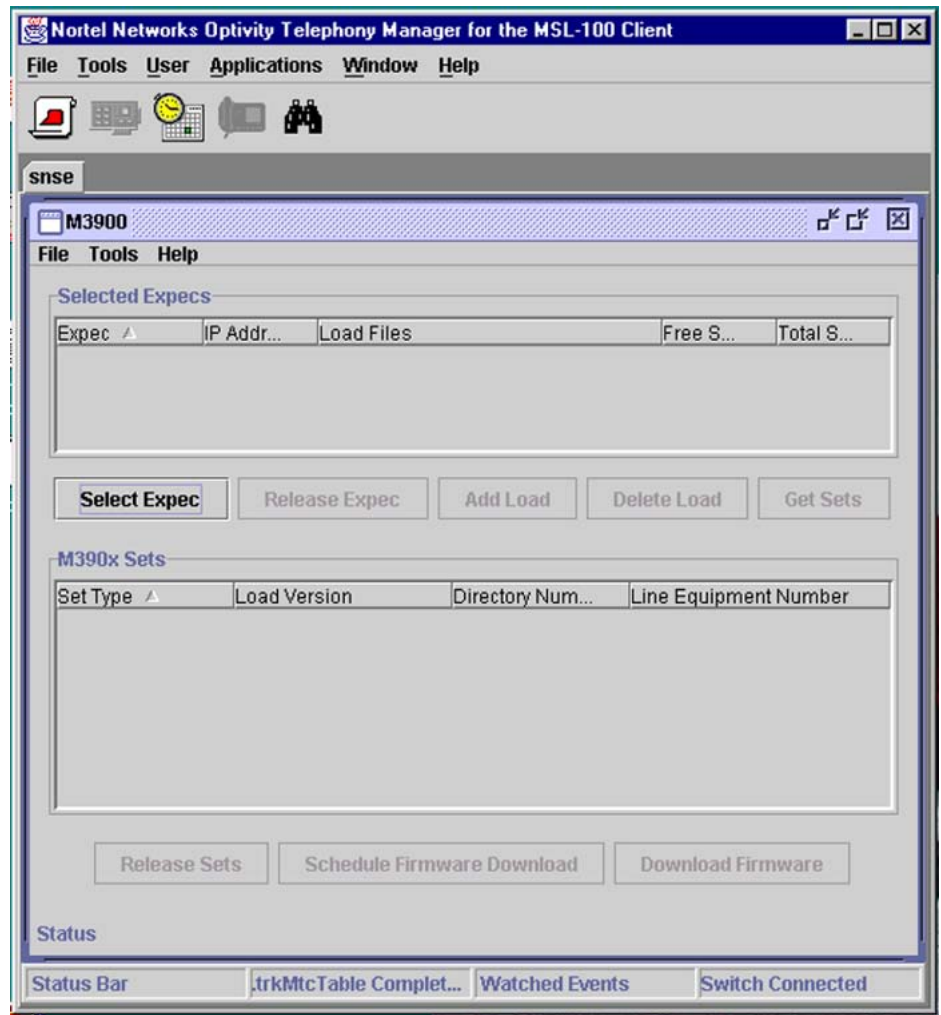 Nortel Networks Optivity Telephony Manager for the MSL-100 Client
File Tools User Applications Window Help
snse
M3900
File Tools Help
Selected Expecs
Expec IP Addr... Load Files Free S... Total S...
Select Expec Release Expec Add Load Delete Load Get Sets
M390x Sets
Set Type Load Version Directory Num... Line Equipment Number
Release Sets Schedule Firmware Download Download Firmware
Status
Status Bar .trkMtcTable Complet... Watched Events Switch Connected